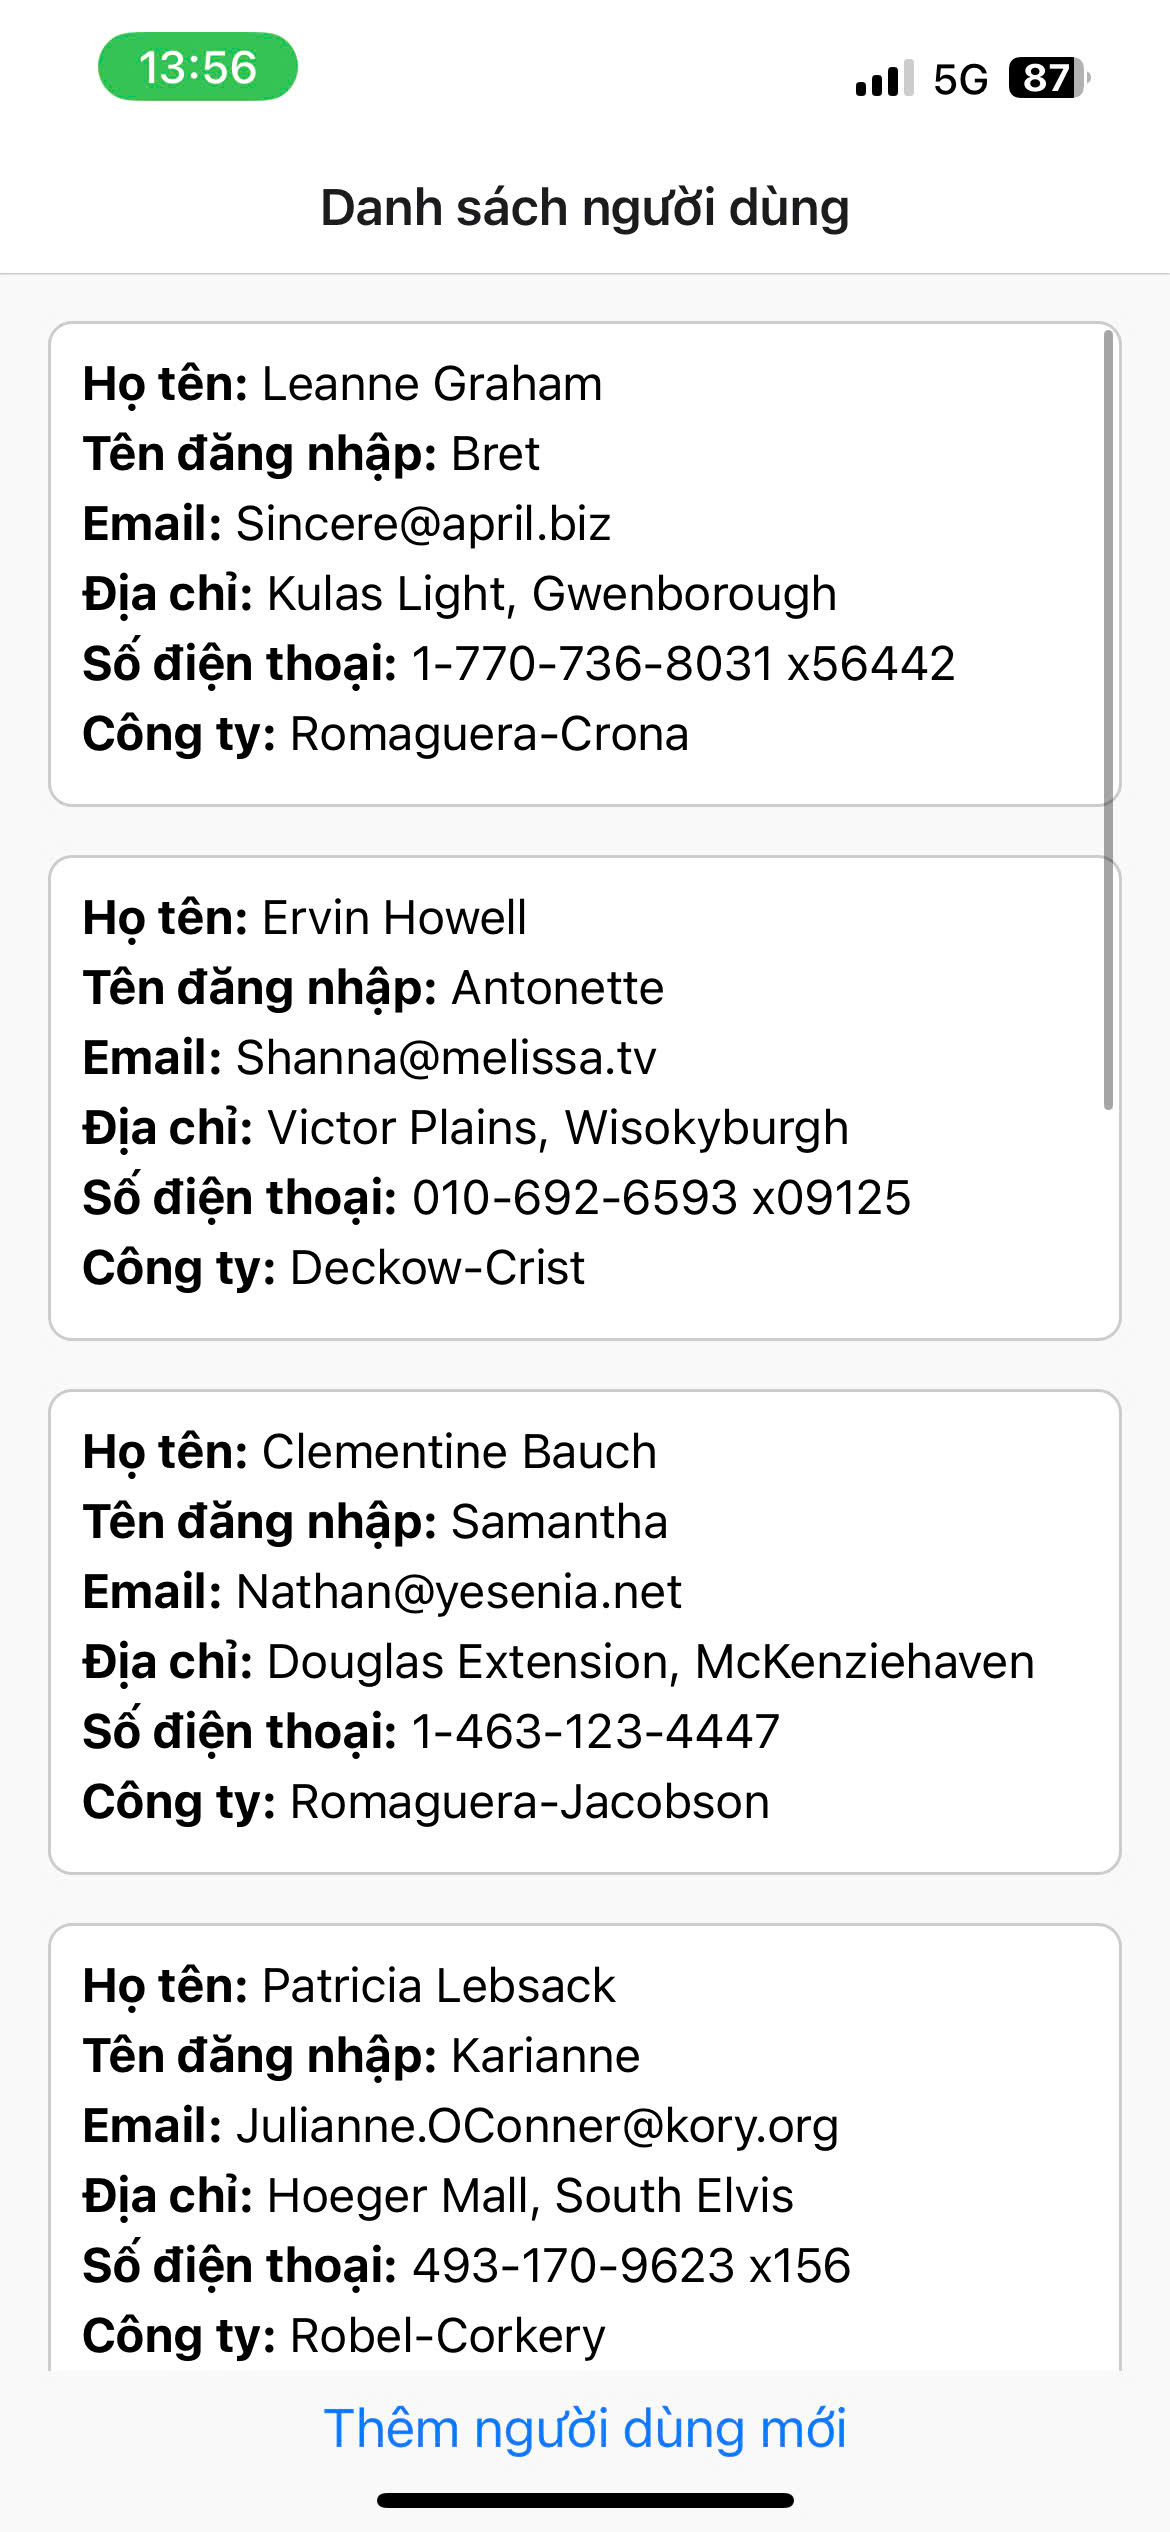 13:56
5G 87
Danh sách người dùng
Họ tên: Leanne Graham
Tên đăng nhập: Bret
Email: Sincere@april.biz
Địa chỉ: Kulas Light, Gwenborough
Số điện thoại: 1-770-736-8031 x56442
Công ty: Romaguera-Crona
Họ tên: Ervin Howell
Tên đăng nhập: Antonette
Email: Shanna@melissa.tv
Địa chỉ: Victor Plains, Wisokyburgh
Số điện thoại: 010-692-6593 x09125
Công ty: Deckow-Crist
Họ tên: Clementine Bauch
Tên đăng nhập: Samantha
Email: Nathan@yesenia.net
Địa chỉ: Douglas Extension, McKenziehaven
Số điện thoại: 1-463-123-4447
Công ty: Romaguera-Jacobson
Họ tên: Patricia Lebsack
Tên đăng nhập: Karianne
Email: Julianne.OConner@kory.org
Địa chỉ: Hoeger Mall, South Elvis
Số điện thoại: 493-170-9623 x156
Công ty: Robel-Corkery
Thêm người dùng mới